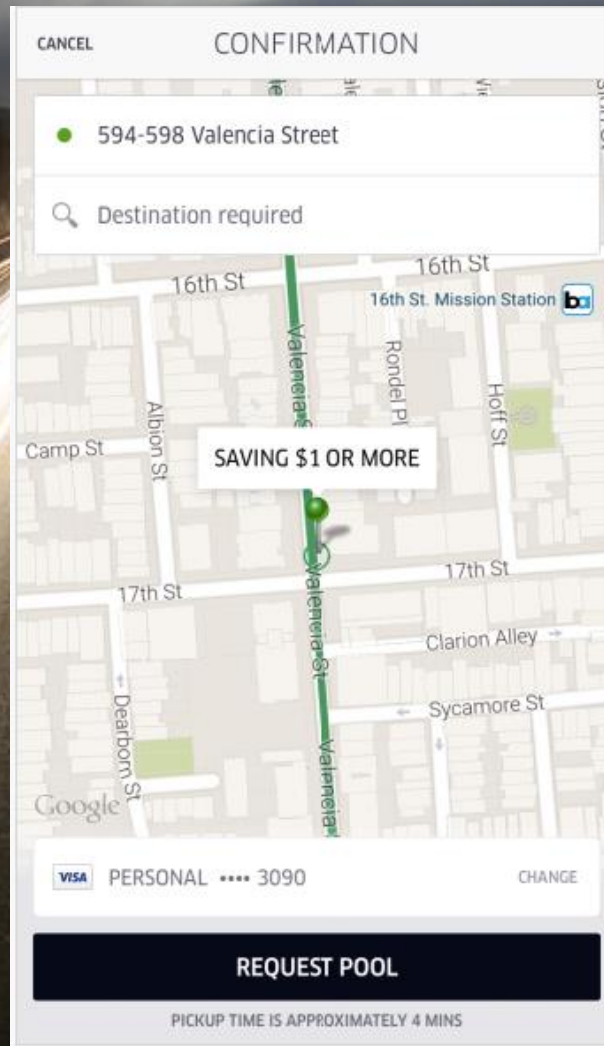 CANCEL
CONFIRMATION
594-598 Valencia Street
Destination required
16th St
16th St
16th St. Mission Station
ba
Valencia S
Rondel Pl
Hoff St
Albion St
Camp St
SAVING $1 OR MORE
17th St
17th St
Valencia St
Clarion Alley
Sycamore St
Dearborn St
Valencia
Google
VISA PERSONAL •••• 3090
CHANGE
REQUEST POOL
PICKUP TIME IS APPROXIMATELY 4 MINS